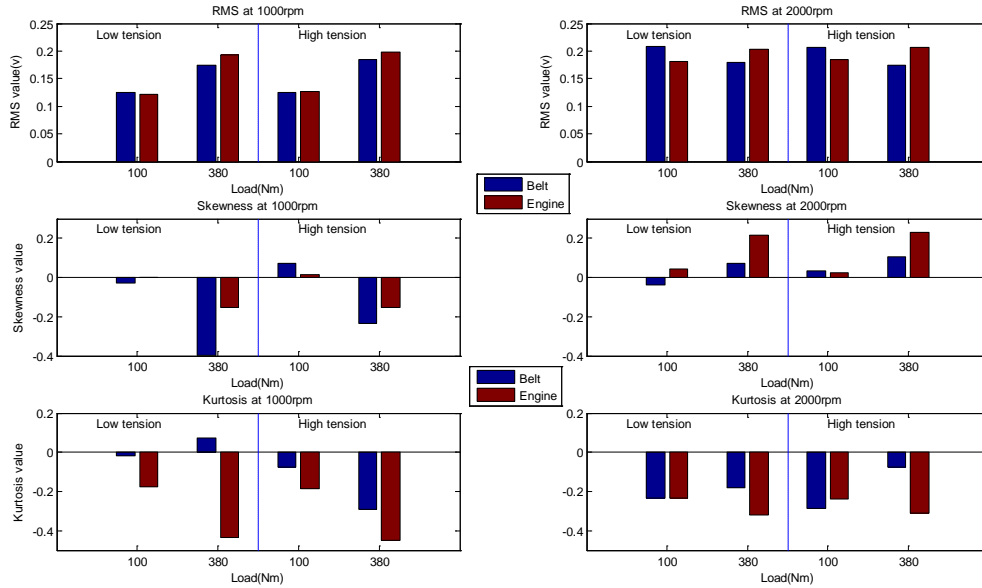 RMS at 1000rpm
RMS value(v)
0.25
0.2
0.15
0.1
0.05
0
Low tension
High tension
100
380
100
380
Load(Nm)
RMS at 2000rpm
RMS value(v)
0.25
0.2
0.15
0.1
0.05
0
Low tension
High tension
100
380
100
380
Load(Nm)
Belt
Engine
Skewness at 1000rpm
Skewness value
0.2
0
-0.2
-0.4
Low tension
High tension
100
380
100
380
Load(Nm)
Skewness at 2000rpm
0.2
0
-0.2
-0.4
Low tension
High tension
100
380
100
380
Load(Nm)
Belt
Engine
Kurtosis at 1000rpm
Kurtosis value
0.2
0
-0.2
-0.4
Low tension
High tension
100
380
100
380
Load(Nm)
Kurtosis at 2000rpm
0.2
0
-0.2
-0.4
Low tension
High tension
100
380
100
380
Load(Nm)